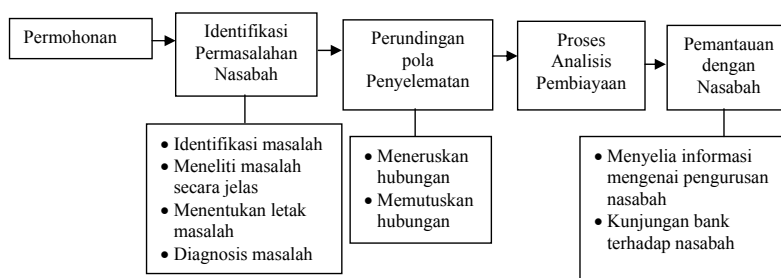 Permohonan
Identifikasi
Permasalahan
Nasabah
Perundingan
pola
Penyelematan
Proses
Analisis
Pembiayaan
Pemantauan
dengan
Nasabah
• Identifikasi masalah
• Meneliti masalah
secara jelas
• Menentukan letak
masalah
• Diagnosis masalah
• Meneruskan
hubungan
• Memutuskan
hubungan
• Menyelia informasi
mengenai pengurusan
nasabah
• Kunjungan bank
terhadap nasabah